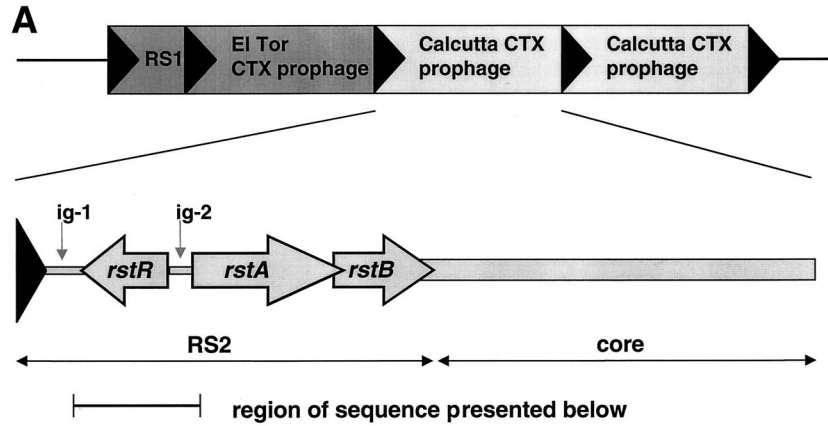 A
RS1
El Tor
CTX prophage
Calcutta CTX
prophage
Calcutta CTX
prophage
ig-1
ig-2
rstR
rstA
rstB
RS2
core
region of sequence presented below